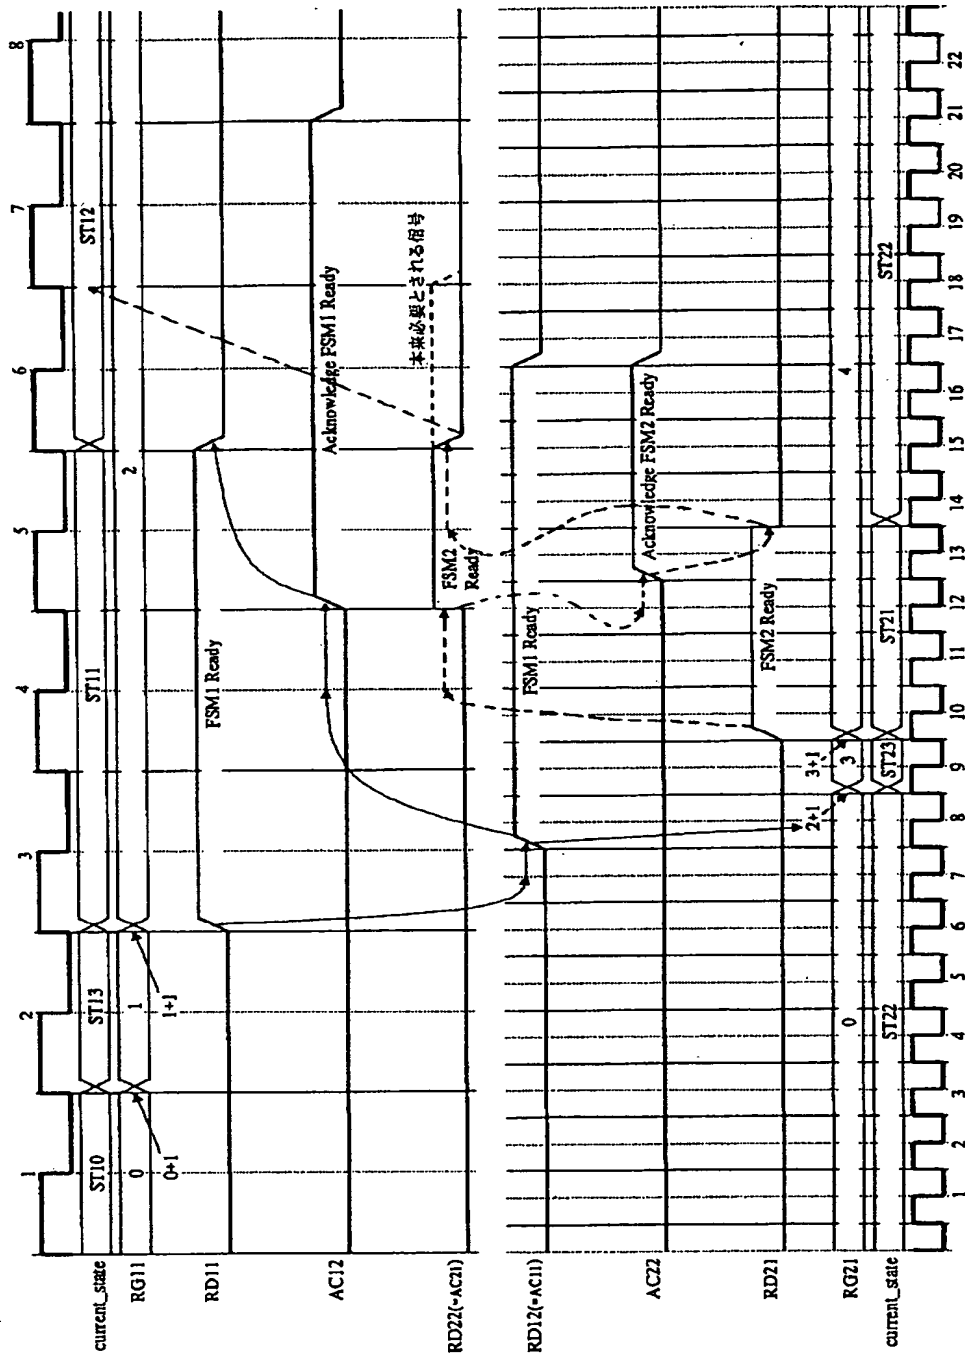 1 2 3 4 5 6 7 8
current_state ST10 ST13 ST11 ST12
RG11 0 1 2
0+1 1+1
RD11 FSM1 Ready
AC12 Acknowledge FSM1 Ready
本来必要とされる信号
RD22(=AC21) FSM2 Ready
RD12(=AC11) FSM1 Ready
AC22 Acknowledge FSM2 Ready
RD21 FSM2 Ready
2+1 3+1
RG21 0 3 4
current_state ST22 ST23 ST21 ST22
1 2 3 4 5 6 7 8 9 10 11 12 13 14 15 16 17 18 19 20 21 22